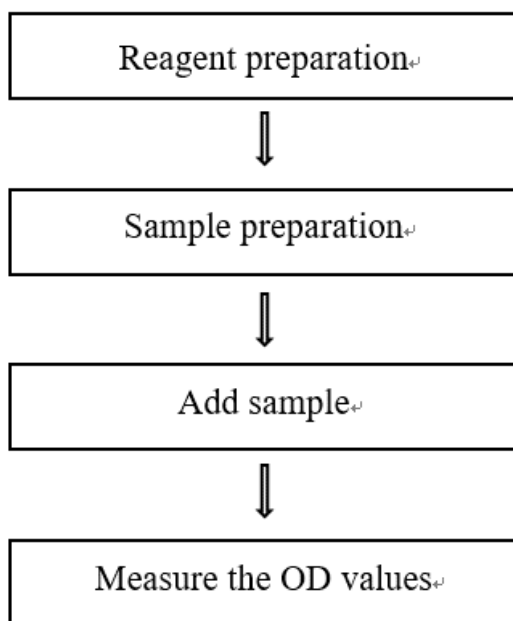 Reagent preparation
Sample preparation
Add sample
Measure the OD values